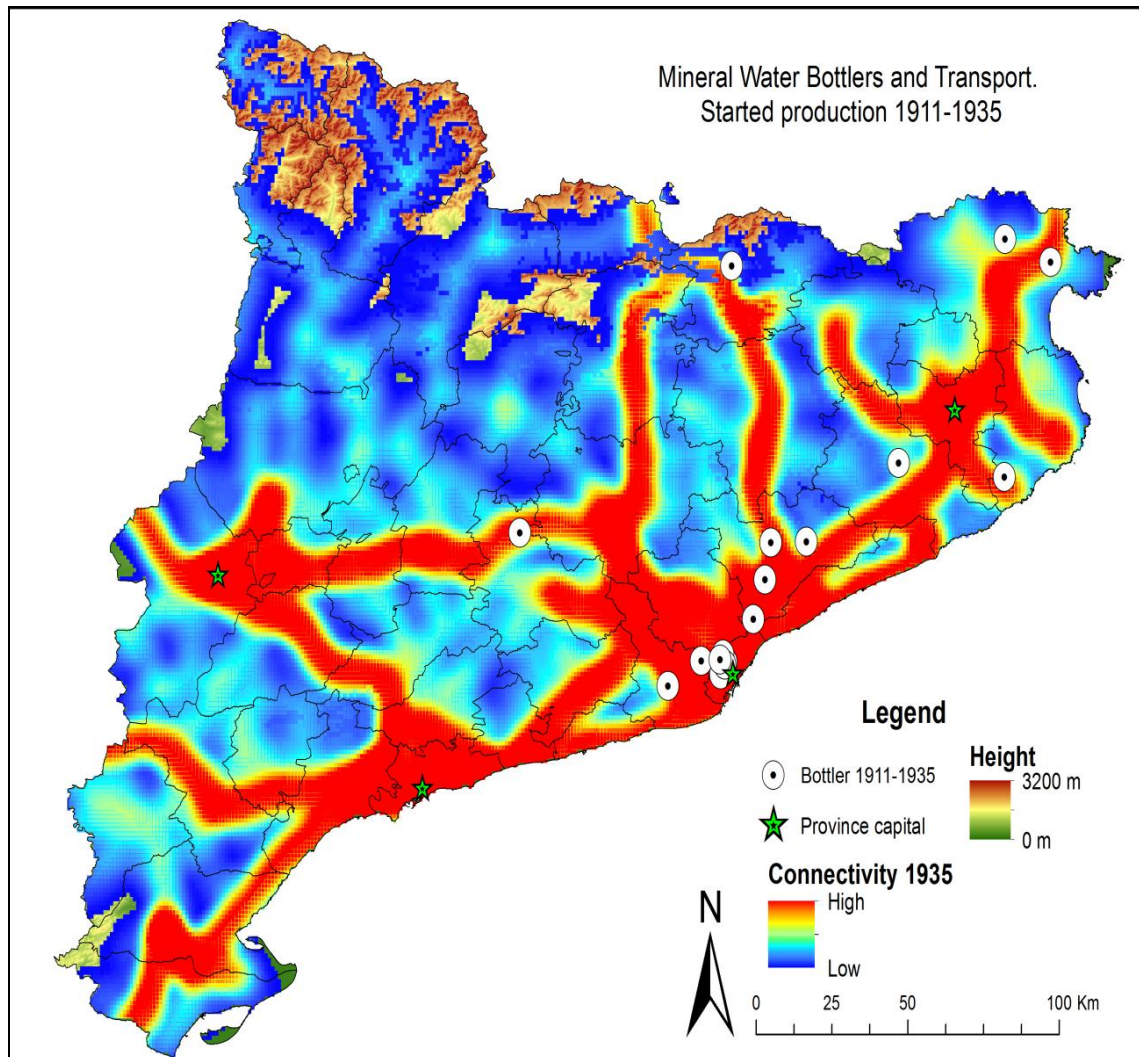 Mineral Water Bottlers and Transport.
Started production 1911-1935
Legend
Bottler 1911-1935
Province capital
Height
3200 m
0 m
Connectivity 1935
High
Low
N
0 25 50 100 Km